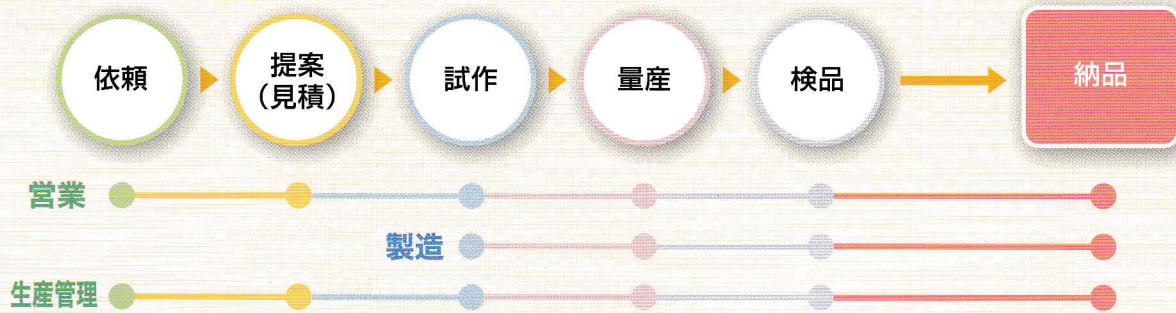 依頼
提案
（見積）
試作
量産
検品
納品
営業
製造
生産管理